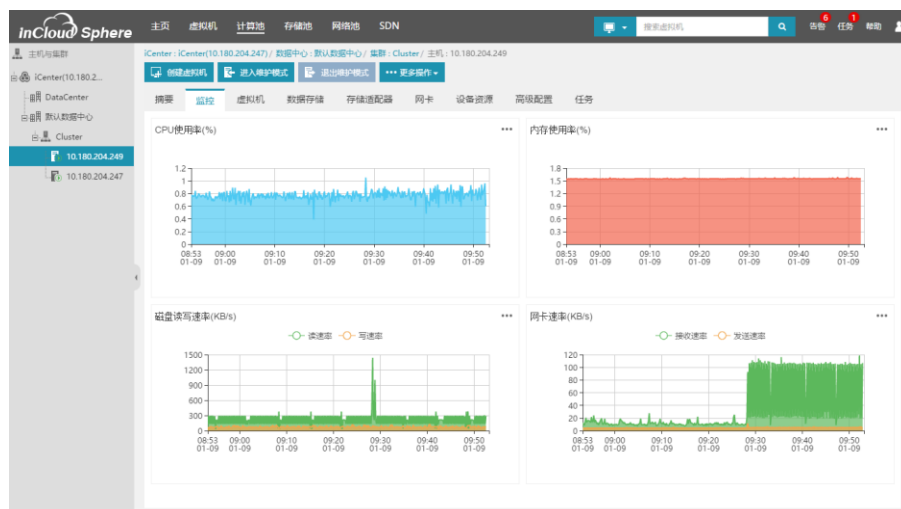 inCloud Sphere 主页 虚拟机 计算池 存储池 网络池 SDN 搜索虚拟机 告警 6 任务 1 帮助
主机与集群
iCenter(10.180.2...
DataCenter
默认数据中心
Cluster
10.180.204.249
10.180.204.247
iCenter : iCenter(10.180.204.247) / 数据中心 : 默认数据中心 / 集群 : Cluster / 主机 : 10.180.204.249
创建虚拟机 进入维护模式 退出维护模式 ••• 更多操作
摘要 监控 虚拟机 数据存储 存储适配器 网卡 设备资源 高级配置 任务
CPU使用率(%) •••
1.2
1
0.8
0.6
0.4
0.2
0
08:53 09:00 09:10 09:20 09:30 09:40 09:50
01-09 01-09 01-09 01-09 01-09 01-09 01-09
内存使用率(%) •••
1.8
1.5
1.2
0.9
0.6
0.3
0
08:53 09:00 09:10 09:20 09:30 09:40 09:50
01-09 01-09 01-09 01-09 01-09 01-09 01-09
磁盘读写速率(KB/s) •••
读速率 写速率
1500
1200
900
600
300
0
08:53 09:00 09:10 09:20 09:30 09:40 09:50
01-09 01-09 01-09 01-09 01-09 01-09 01-09
网卡速率(KB/s) •••
接收速率 发送速率
120
100
80
60
40
20
0
08:53 09:00 09:10 09:20 09:30 09:40 09:50
01-09 01-09 01-09 01-09 01-09 01-09 01-09